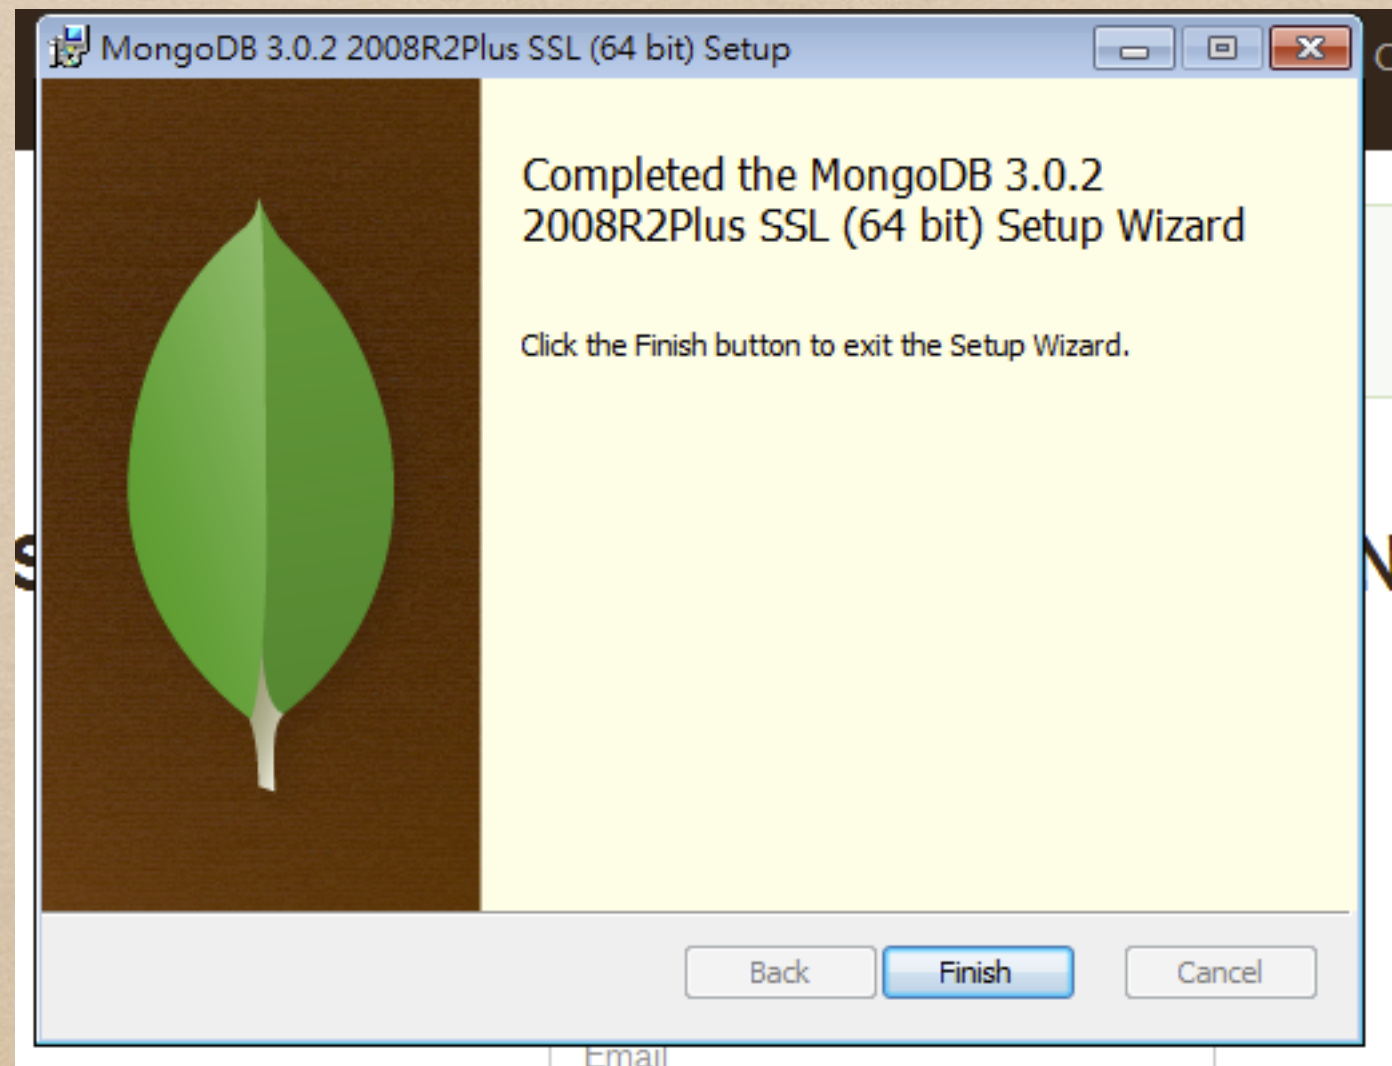 MongoDB 3.0.2 2008R2Plus SSL (64 bit) Setup
Completed the MongoDB 3.0.2
2008R2Plus SSL (64 bit) Setup Wizard
Click the Finish button to exit the Setup Wizard.
Back
Finish
Cancel
Email